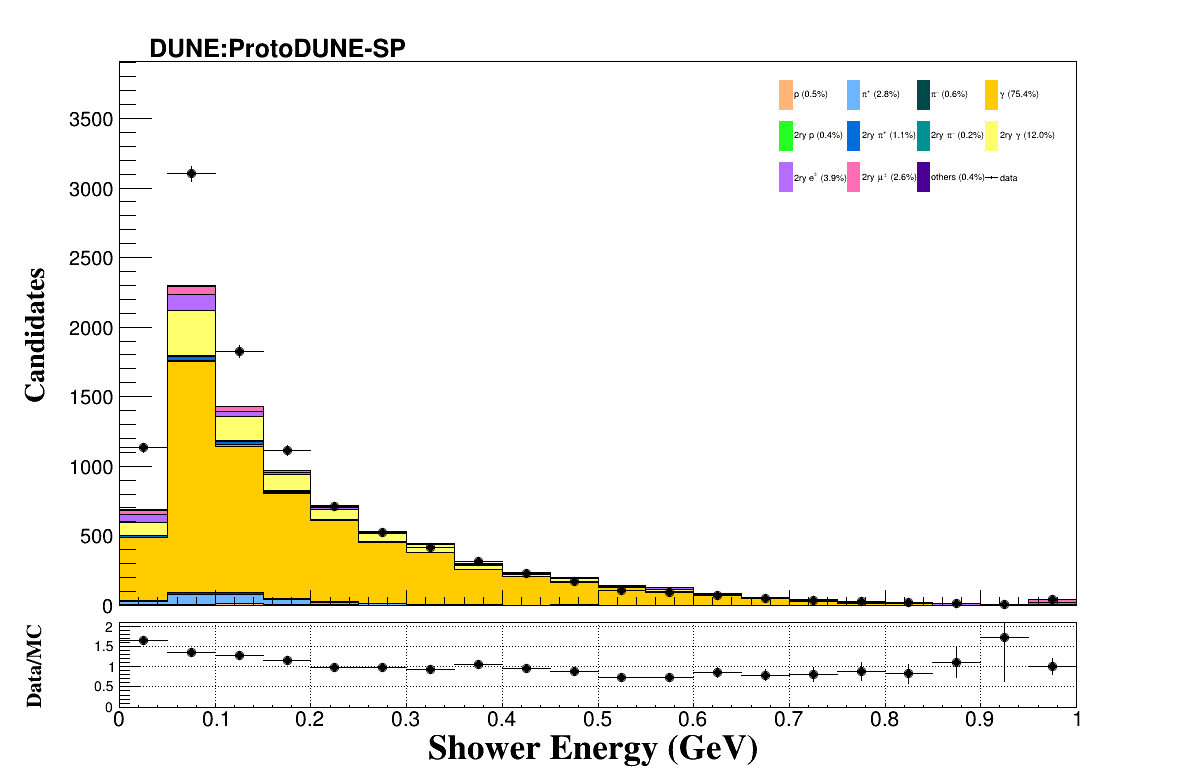 DUNE:ProtoDUNE-SP
p (0.5%) π⁺ (2.8%) π⁻ (0.6%) γ (75.4%)
2ry p (0.4%) 2ry π⁺ (1.1%) 2ry π⁻ (0.2%) 2ry γ (12.0%)
2ry e± (3.9%) 2ry μ± (2.6%) others (0.4%) data
3500
3000
2500
2000
1500
1000
500
0
Candidates
2
1.5
1
0.5
0
Data/MC
0 0.1 0.2 0.3 0.4 0.5 0.6 0.7 0.8 0.9 1
Shower Energy (GeV)